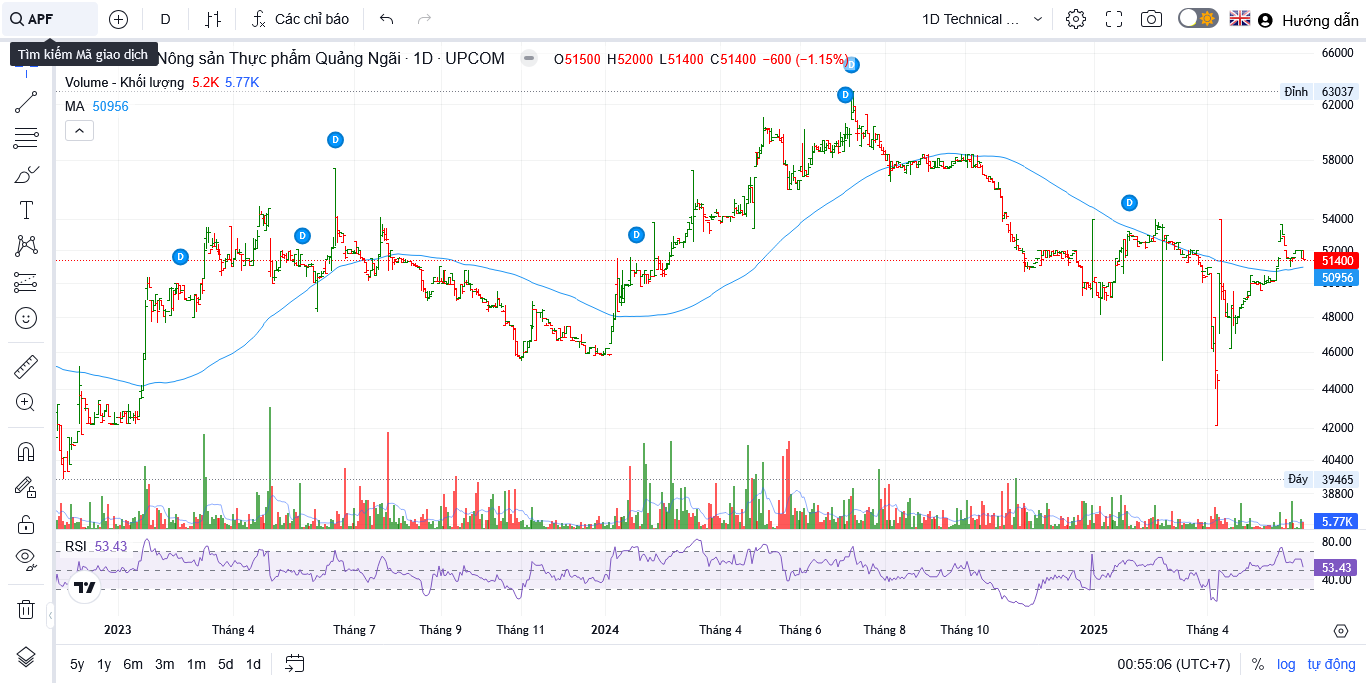 APF
D
Các chỉ báo
1D Technical ...
Hướng dẫn
Tìm kiếm Mã giao dịch
Nông sản Thực phẩm Quảng Ngãi · 1D · UPCOM
O51500 H52000 L51400 C51400 −600 (−1.15%)
Volume - Khối lượng 5.2K 5.77K
MA 50956
D
D
D
D
D
D
D
66000
Đỉnh 63037
62000
58000
54000
52000
51400
50956
50000
48000
46000
44000
42000
40400
Đáy 39465
38800
5.77K
RSI 53.43
80.00
53.43
40.00
2023 Tháng 4 Tháng 7 Tháng 9 Tháng 11 2024 Tháng 4 Tháng 6 Tháng 8 Tháng 10 2025 Tháng 4
5y 1y 6m 3m 1m 5d 1d
00:55:06 (UTC+7) % log tự động